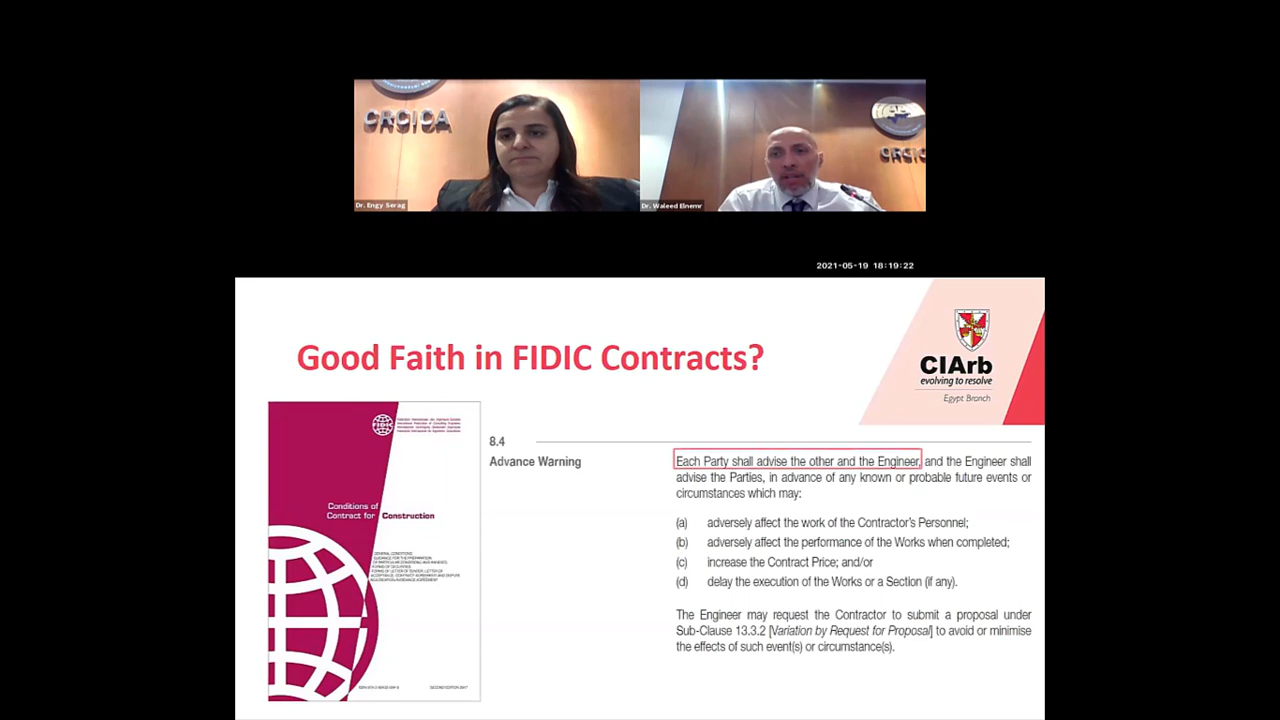 CRCICA
Dr. Engy Serag
CRCIC
Dr. Waleed Elnemr
2021-05-19 18:19:22
Good Faith in FIDIC Contracts?
CIArb
evolving to resolve
Egypt Branch
FIDIC
Conditions of
Contract for Construction
GENERAL CONDITIONS
8.4
Advance Warning
Each Party shall advise the other and the Engineer, and the Engineer shall
advise the Parties, in advance of any known or probable future events or
circumstances which may:
(a) adversely affect the work of the Contractor's Personnel;
(b) adversely affect the performance of the Works when completed;
(c) increase the Contract Price; and/or
(d) delay the execution of the Works or a Section (if any).
The Engineer may request the Contractor to submit a proposal under
Sub-Clause 13.3.2 [Variation by Request for Proposal] to avoid or minimise
the effects of such event(s) or circumstance(s).